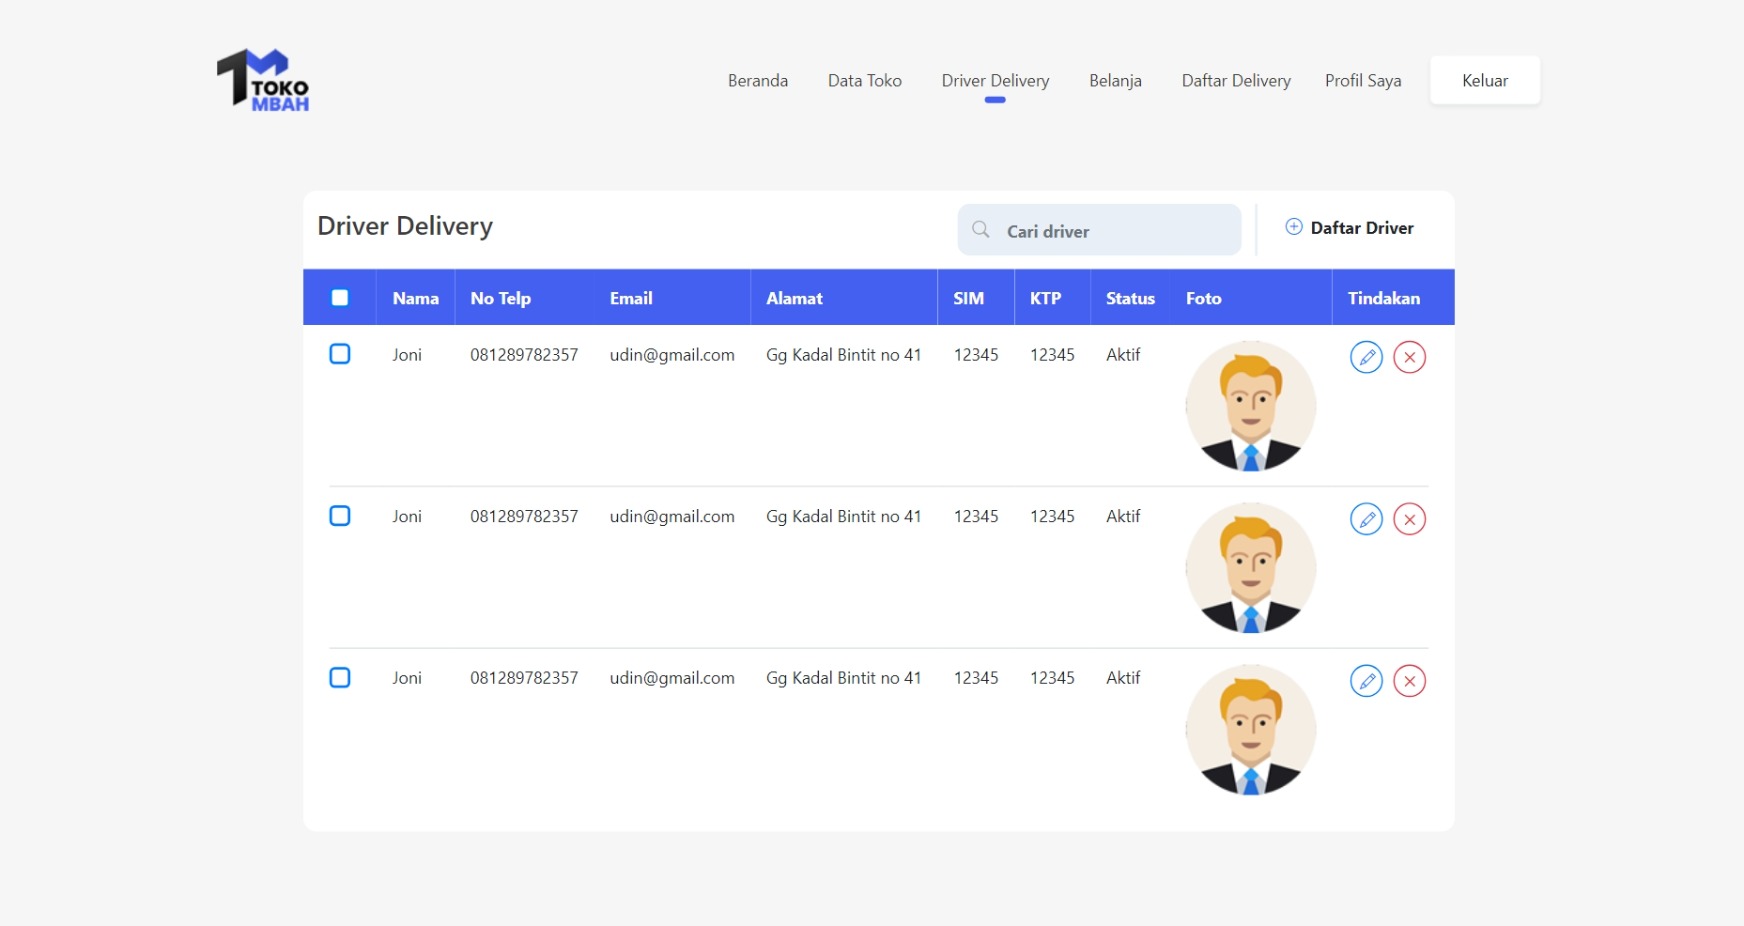 TOKO
MBAH
Beranda Data Toko Driver Delivery Belanja Daftar Delivery Profil Saya Keluar
Driver Delivery Cari driver Daftar Driver
Nama No Telp Email Alamat SIM KTP Status Foto Tindakan
Joni 081289782357 udin@gmail.com Gg Kadal Bintit no 41 12345 12345 Aktif
Joni 081289782357 udin@gmail.com Gg Kadal Bintit no 41 12345 12345 Aktif
Joni 081289782357 udin@gmail.com Gg Kadal Bintit no 41 12345 12345 Aktif